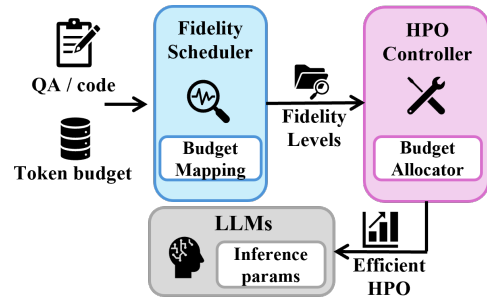 QA / code
Token budget
Fidelity
Scheduler
Budget
Mapping
Fidelity
Levels
HPO
Controller
Budget
Allocator
LLMs
Inference
params
Efficient
HPO